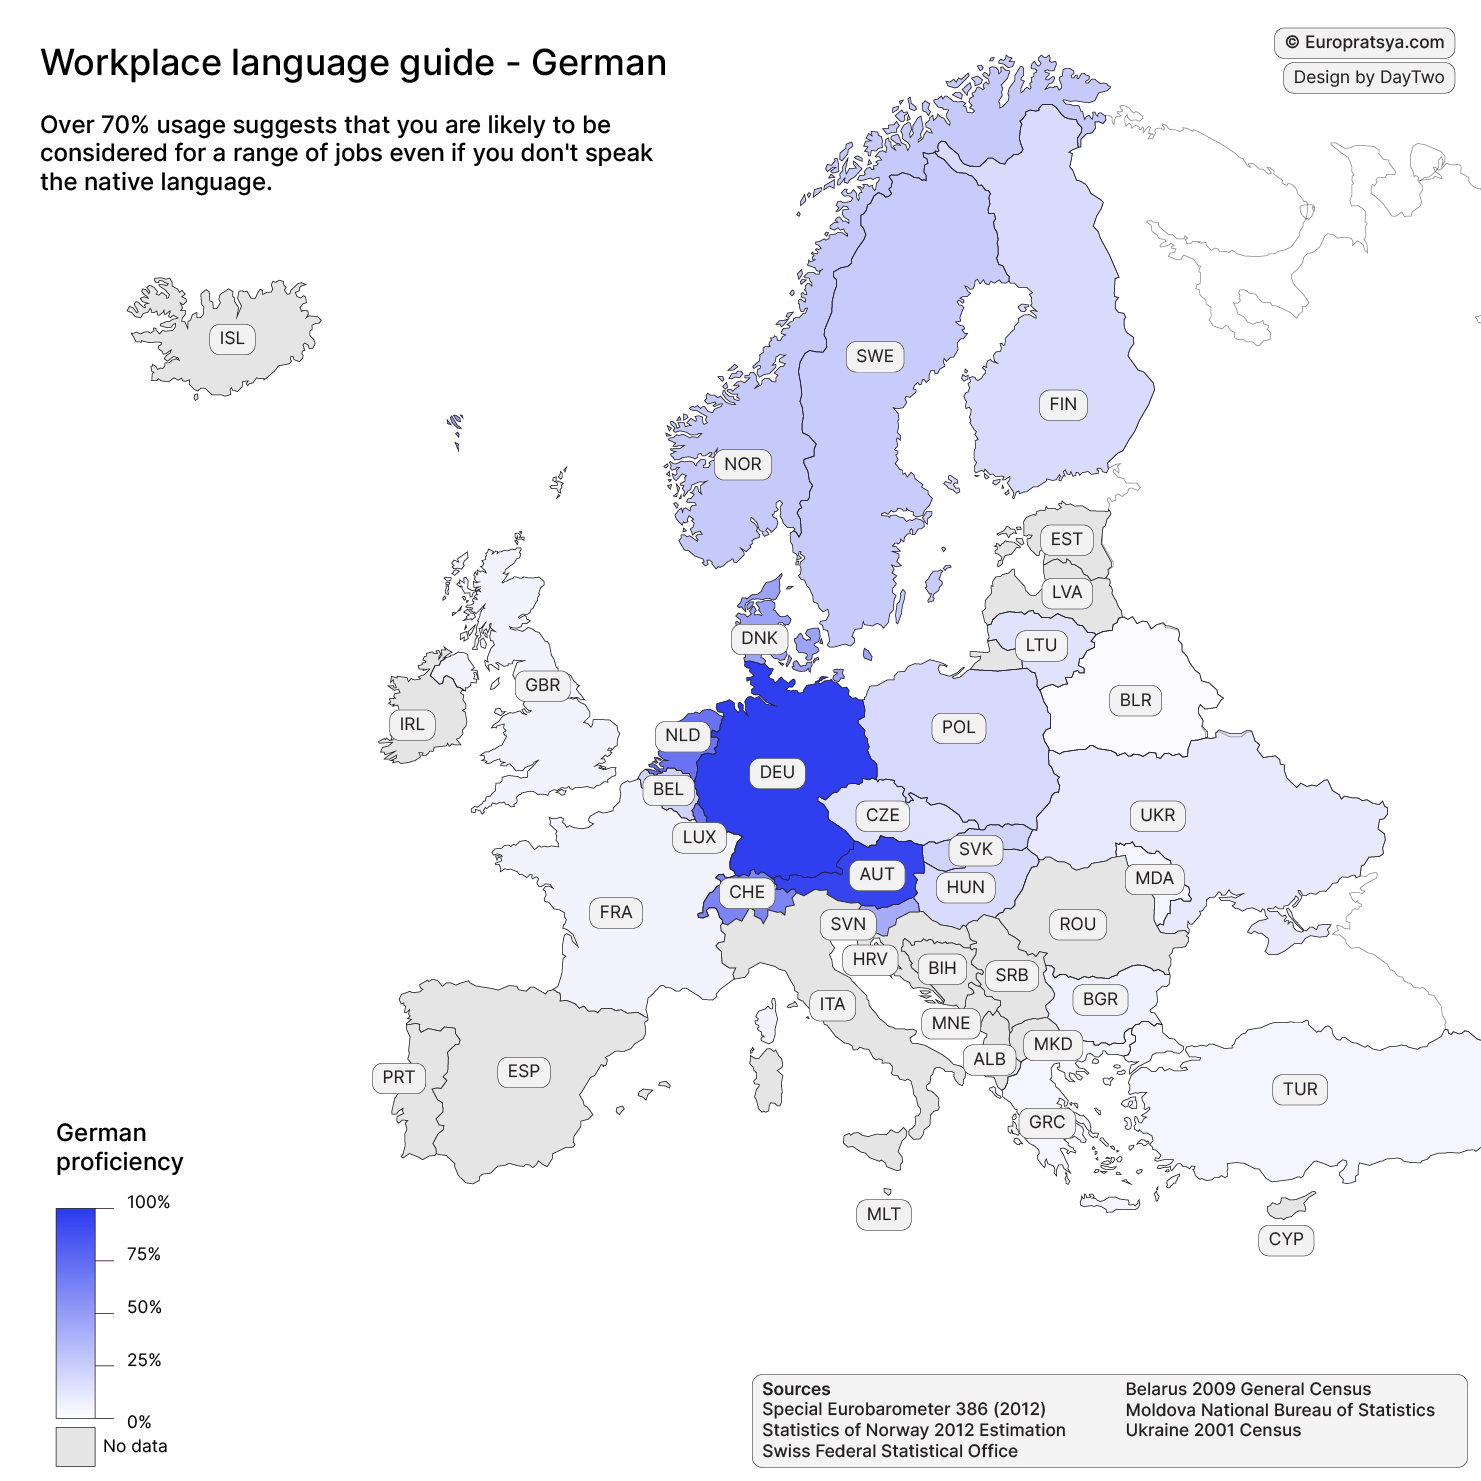 Workplace language guide - German
© Europratsya.com
Design by DayTwo
Over 70% usage suggests that you are likely to be
considered for a range of jobs even if you don't speak
the native language.
ISL
SWE
FIN
NOR
EST
LVA
DNK
LTU
GBR
BLR
IRL
NLD
POL
DEU
BEL
CZE
UKR
LUX
SVK
AUT
MDA
HUN
CHE
FRA
SVN
ROU
HRV
BIH
SRB
BGR
ITA
MNE
MKD
ALB
ESP
PRT
TUR
GRC
MLT
CYP
German
proficiency
100%
75%
50%
25%
0%
No data
Sources
Special Eurobarometer 386 (2012)
Statistics of Norway 2012 Estimation
Swiss Federal Statistical Office
Belarus 2009 General Census
Moldova National Bureau of Statistics
Ukraine 2001 Census